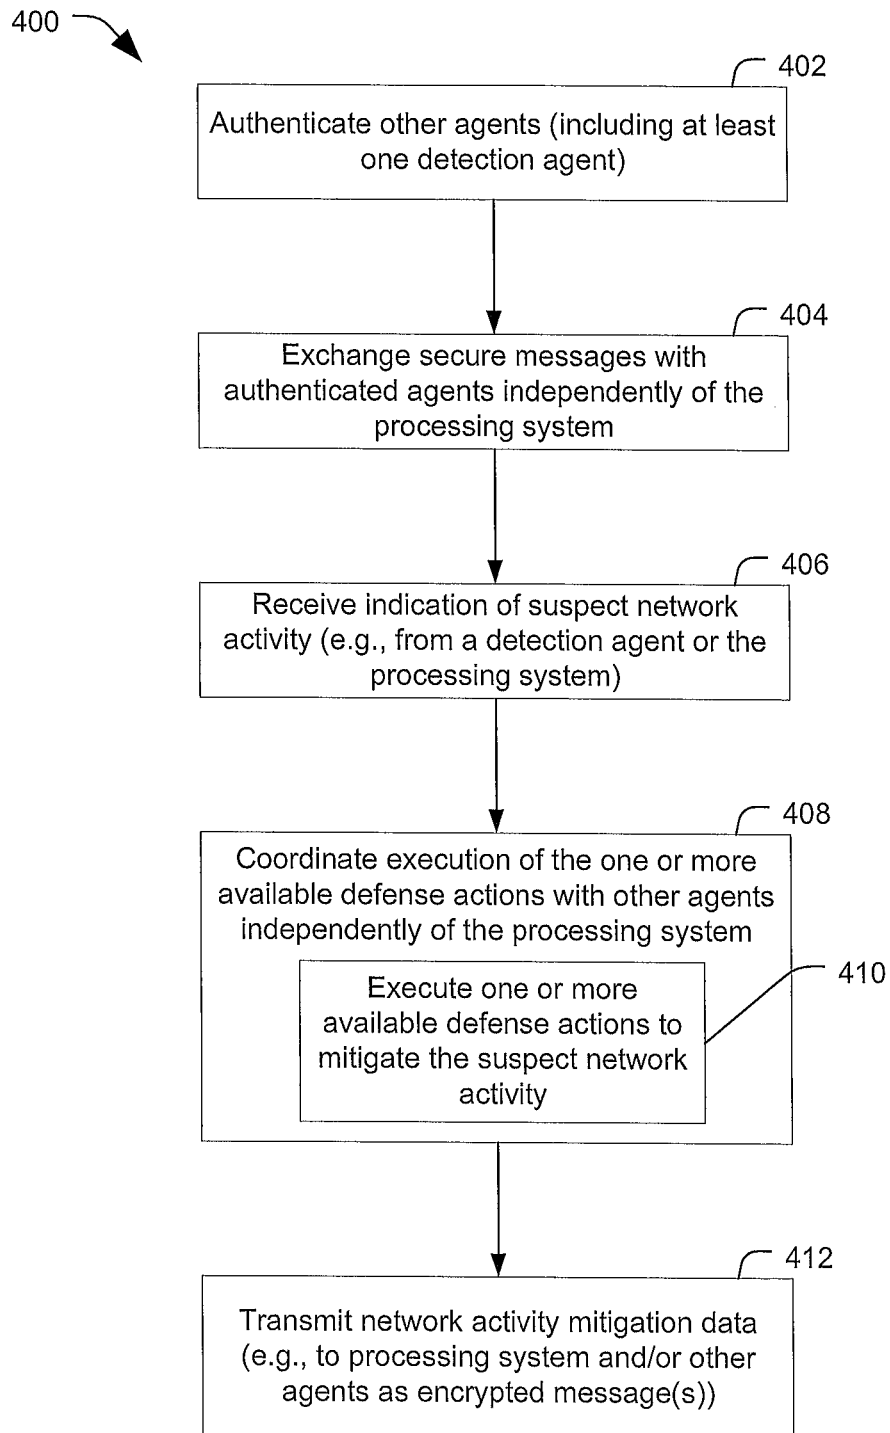 400
402
Authenticate other agents (including at least
one detection agent)
404
Exchange secure messages with
authenticated agents independently of the
processing system
406
Receive indication of suspect network
activity (e.g., from a detection agent or the
processing system)
408
Coordinate execution of the one or more
available defense actions with other agents
independently of the processing system
410
Execute one or more
available defense actions to
mitigate the suspect network
activity
412
Transmit network activity mitigation data
(e.g., to processing system and/or other
agents as encrypted message(s))